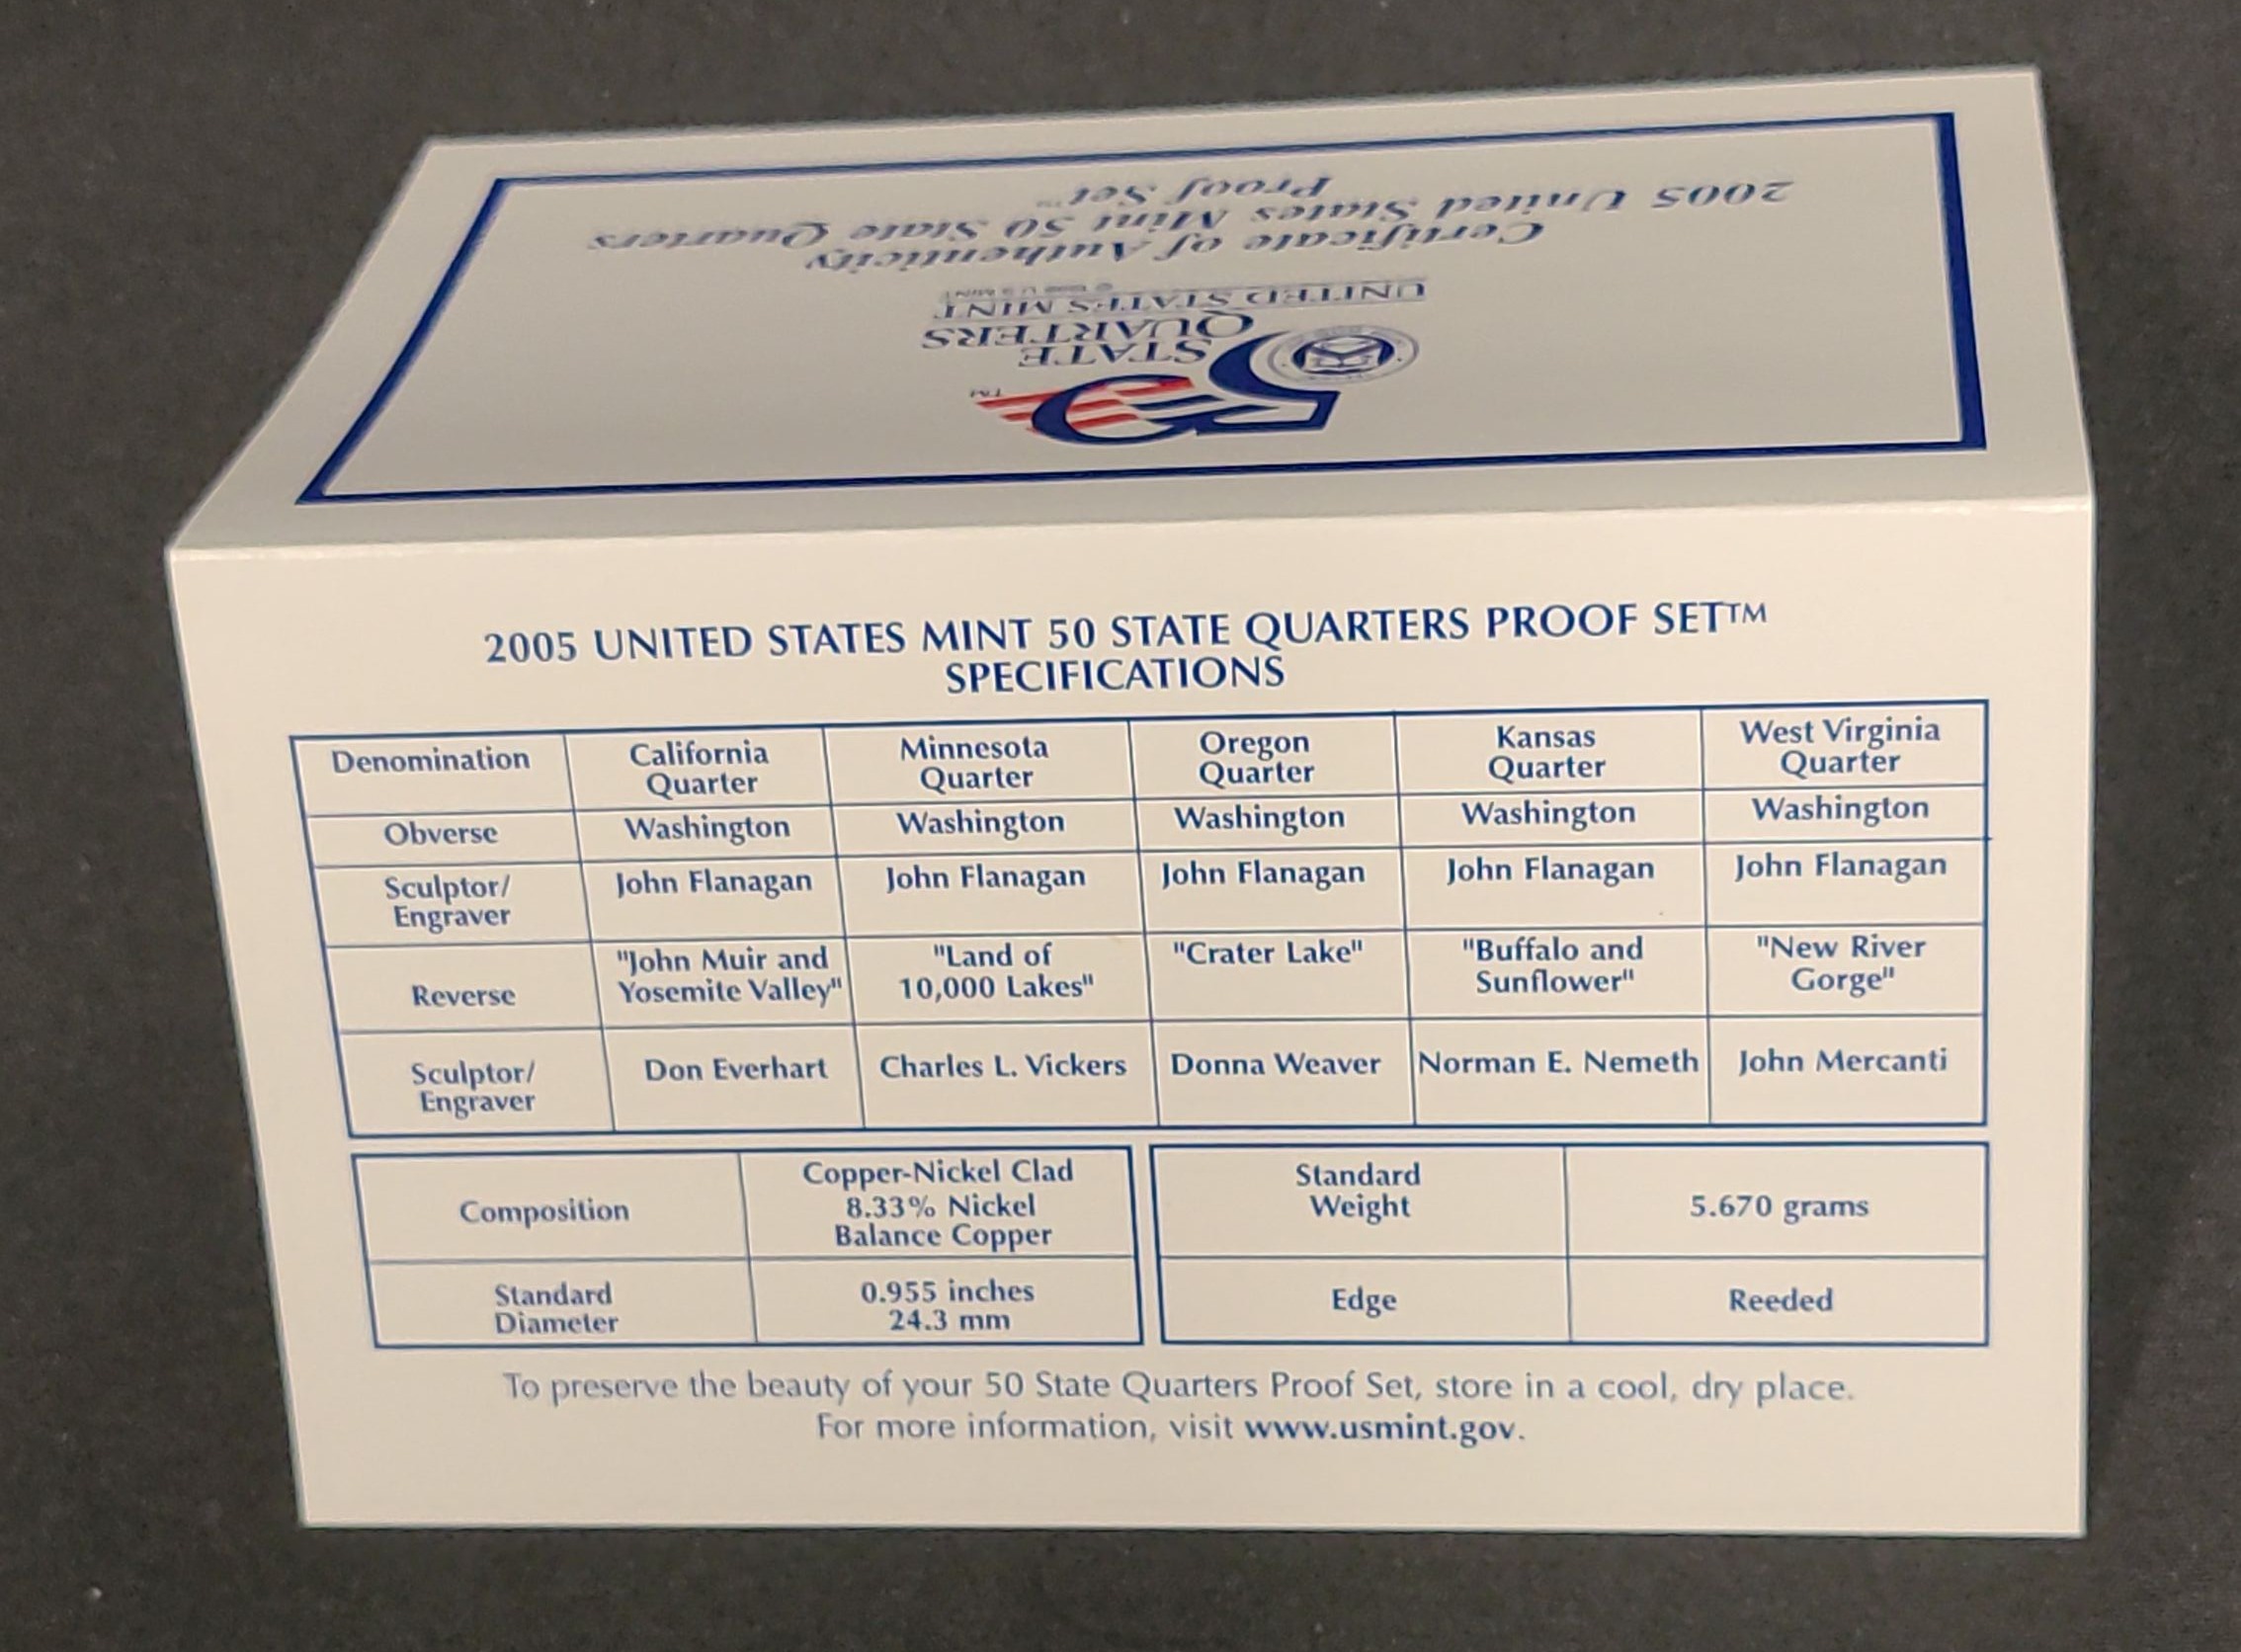 2005 United States Mint 50 State Quarters
Proof Set™
Certificate of Authenticity
UNITED STATES MINT
QUARTERS
STATE
50
TM
2005 UNITED STATES MINT 50 STATE QUARTERS PROOF SET™
SPECIFICATIONS
Denomination
California
Quarter
Minnesota
Quarter
Oregon
Quarter
Kansas
Quarter
West Virginia
Quarter
Obverse
Washington
Washington
Washington
Washington
Washington
Sculptor/
Engraver
John Flanagan
John Flanagan
John Flanagan
John Flanagan
John Flanagan
Reverse
"John Muir and
Yosemite Valley"
"Land of
10,000 Lakes"
"Crater Lake"
"Buffalo and
Sunflower"
"New River
Gorge"
Sculptor/
Engraver
Don Everhart
Charles L. Vickers
Donna Weaver
Norman E. Nemeth
John Mercanti
Composition
Copper-Nickel Clad
8.33% Nickel
Balance Copper
Standard
Weight
5.670 grams
Standard
Diameter
0.955 inches
24.3 mm
Edge
Reeded
To preserve the beauty of your 50 State Quarters Proof Set, store in a cool, dry place.
For more information, visit www.usmint.gov.